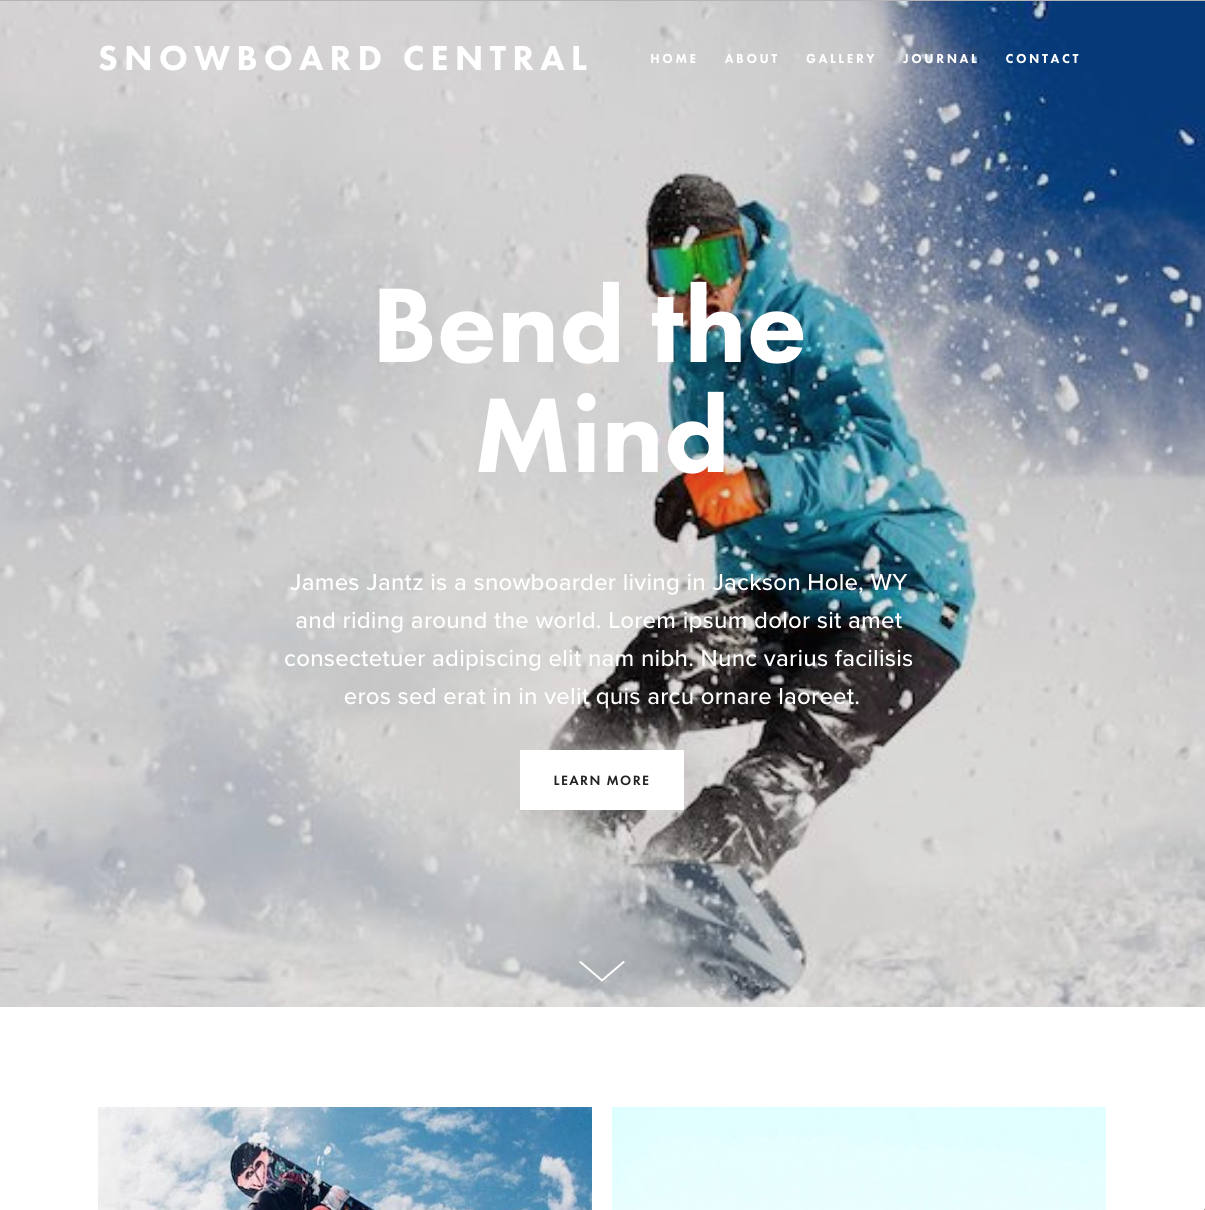 SNOWBOARD CENTRAL
HOME ABOUT GALLERY JOURNAL CONTACT
Bend the
Mind
James Jantz is a snowboarder living in Jackson Hole, WY
and riding around the world. Lorem ipsum dolor sit amet
consectetuer adipiscing elit nam nibh. Nunc varius facilisis
eros sed erat in in velit quis arcu ornare laoreet.
LEARN MORE